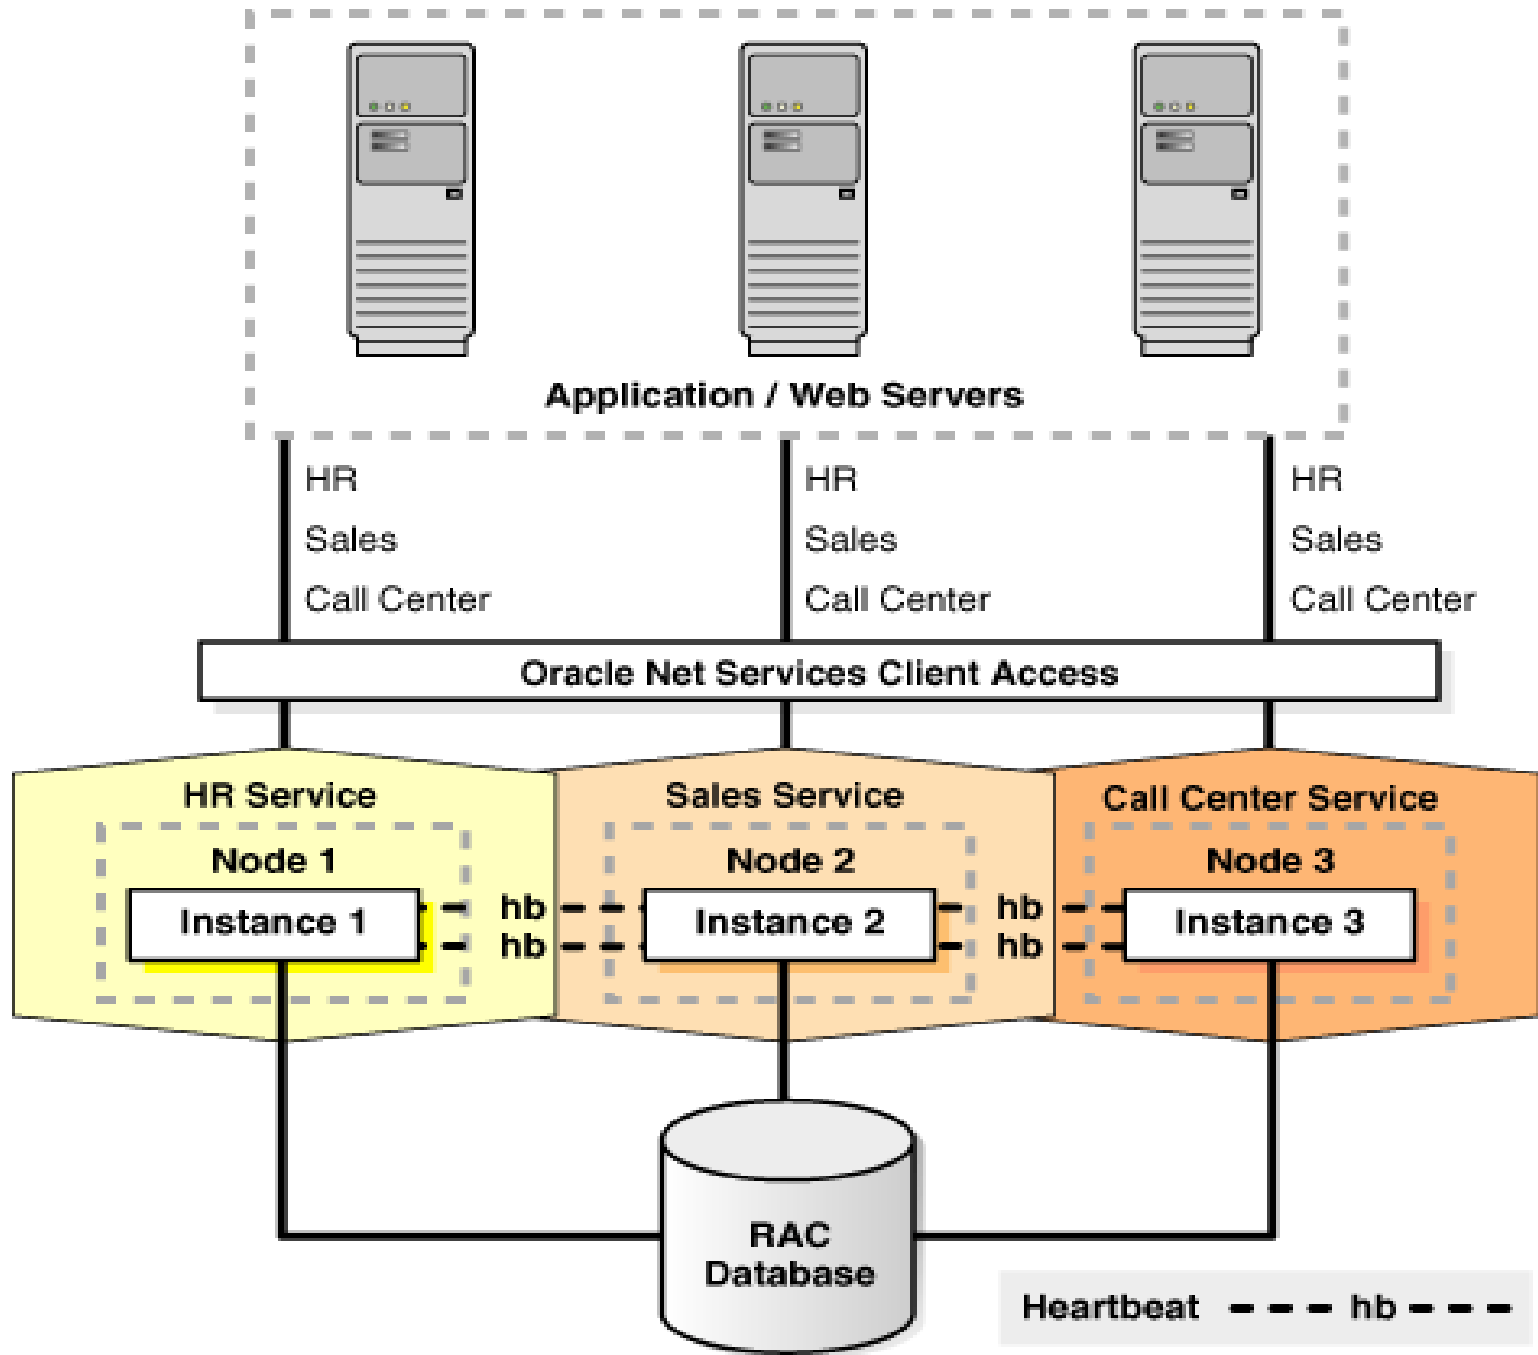 Application / Web Servers
HR
Sales
Call Center
HR
Sales
Call Center
HR
Sales
Call Center
Oracle Net Services Client Access
HR Service
Node 1
Instance 1
hb
hb
Sales Service
Node 2
Instance 2
hb
hb
Call Center Service
Node 3
Instance 3
RAC
Database
Heartbeat hb